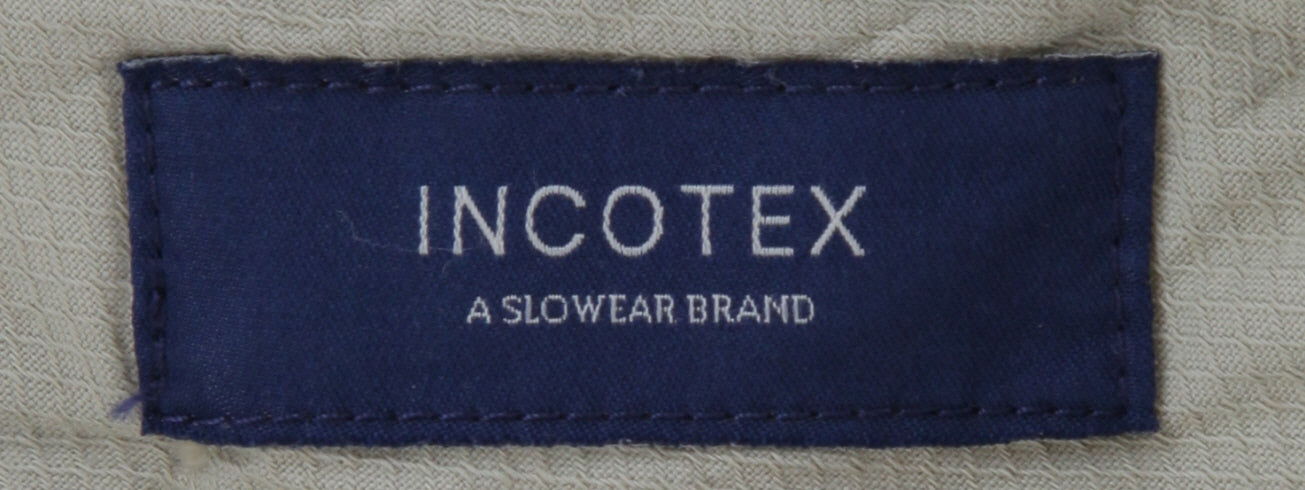 INCOTEX
A SLOWEAR BRAND